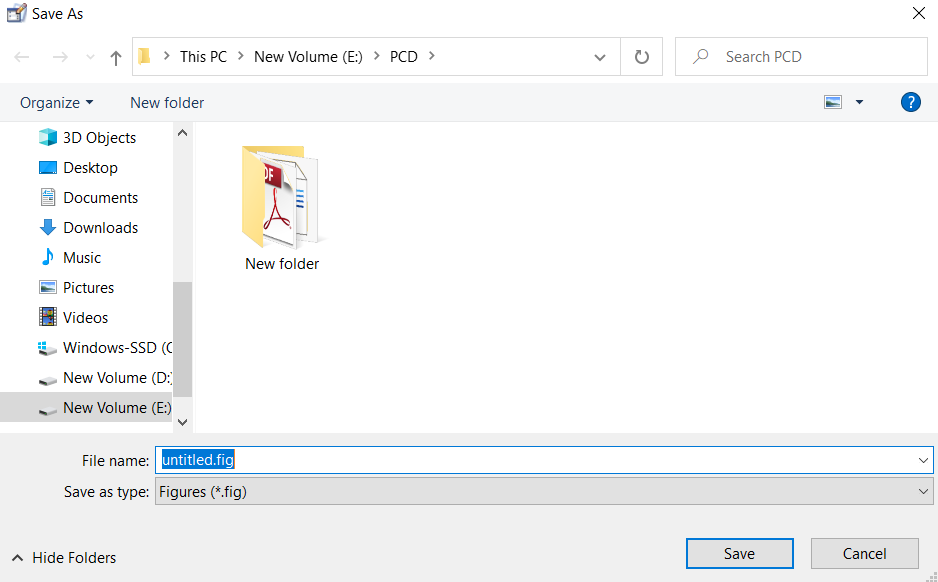 Save As
This PC > New Volume (E:) > PCD >
Search PCD
Organize
New folder
?
3D Objects
Desktop
Documents
Downloads
Music
Pictures
Videos
Windows-SSD (C
New Volume (D:)
New Volume (E:)
DF
New folder
File name: untitled.fig
Save as type: Figures (*.fig)
Hide Folders
Save
Cancel